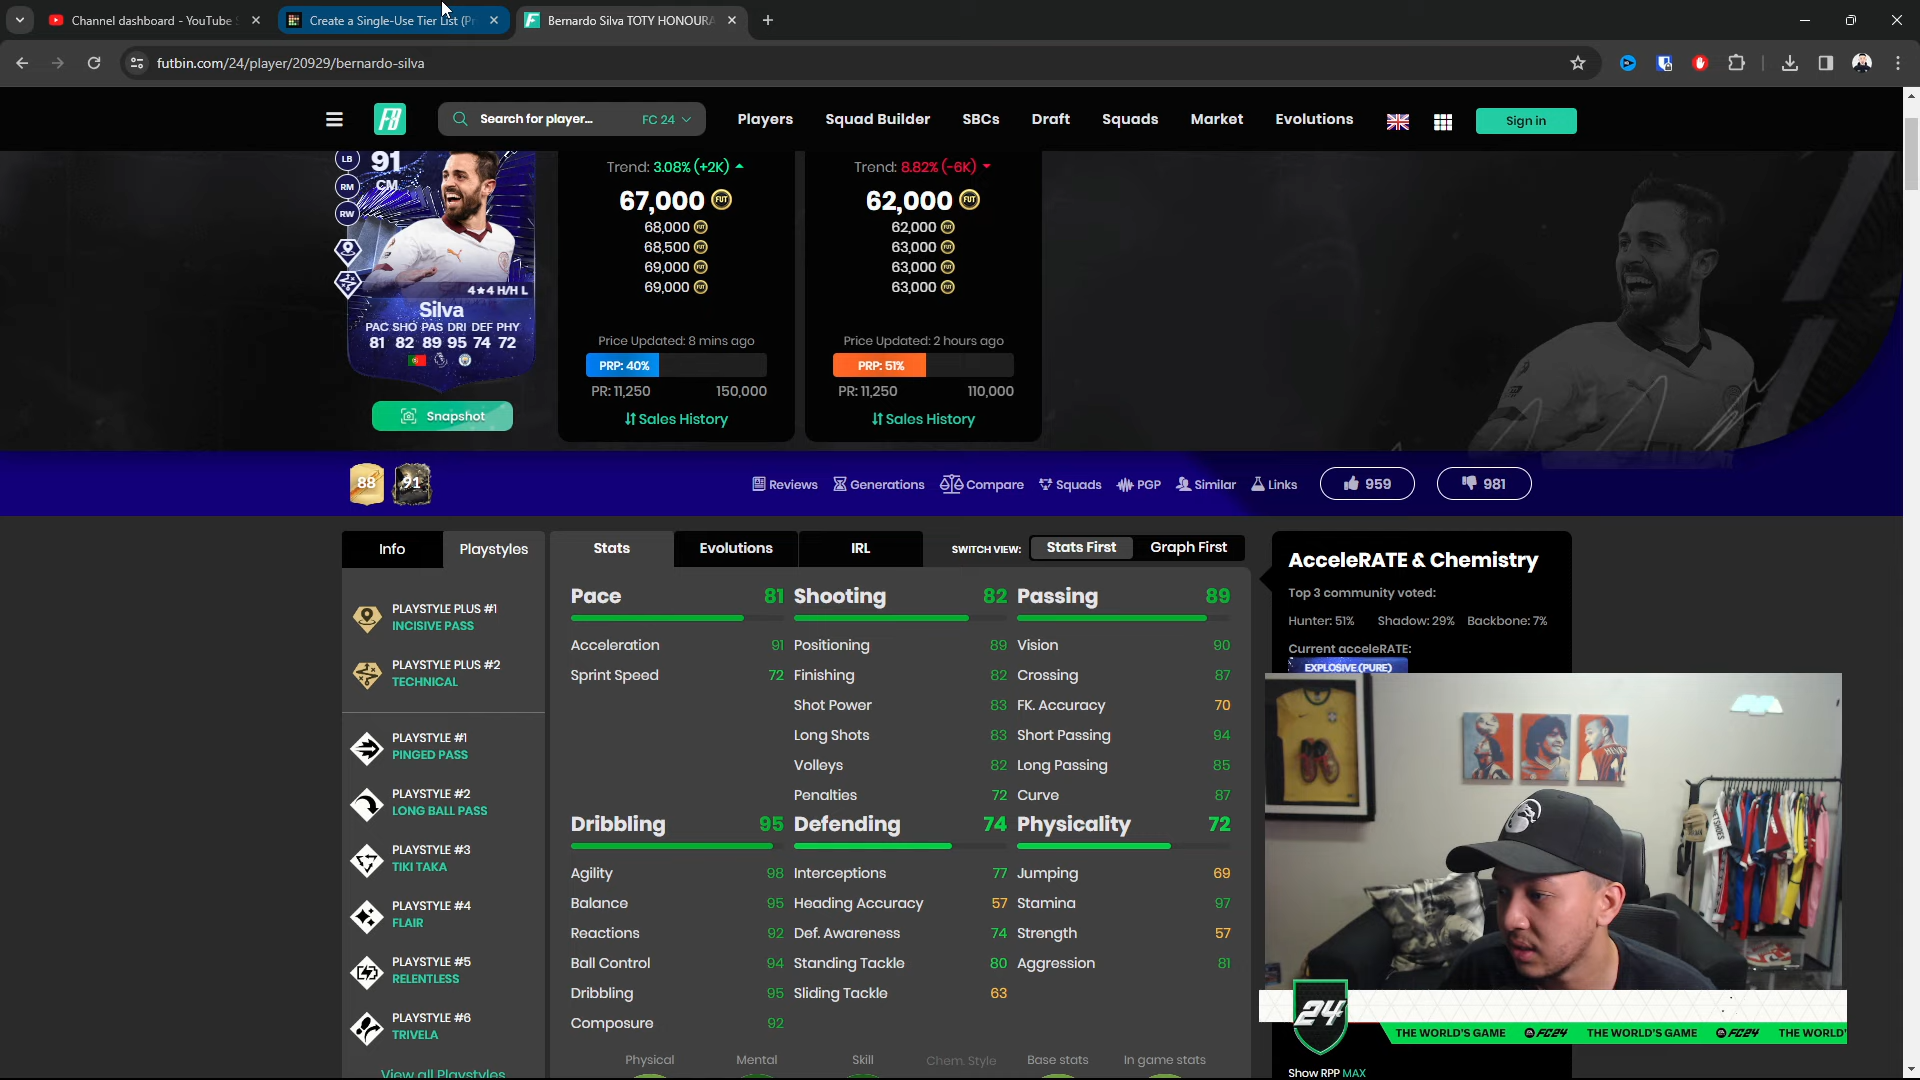 Channel dashboard - YouTube S
Create a Single-Use Tier List (Pr
Bernardo Silva TOTY HONOURA
futbin.com/24/player/20929/bernardo-silva
Search for player...
FC 24
Players
Squad Builder
SBCs
Draft
Squads
Market
Evolutions
Sign in
LB
91
CM
RM
RW
4★4 H/H L
Silva
PAC SHO PAS DRI DEF PHY
81 82 89 95 74 72
Snapshot
Trend: 3.08% (+2K)
67,000
68,000
68,500
69,000
69,000
Price Updated: 8 mins ago
PRP: 40%
PR: 11,250 150,000
Sales History
Trend: 8.82% (-6K)
62,000
62,000
63,000
63,000
63,000
Price Updated: 2 hours ago
PRP: 51%
PR: 11,250 110,000
Sales History
88
91
Reviews
Generations
Compare
Squads
PGP
Similar
Links
959
981
Info
Playstyles
PLAYSTYLE PLUS #1
INCISIVE PASS
PLAYSTYLE PLUS #2
TECHNICAL
PLAYSTYLE #1
PINGED PASS
PLAYSTYLE #2
LONG BALL PASS
PLAYSTYLE #3
TIKI TAKA
PLAYSTYLE #4
FLAIR
PLAYSTYLE #5
RELENTLESS
PLAYSTYLE #6
TRIVELA
View all Playstyles
Stats
Evolutions
IRL
SWITCH VIEW:
Stats First
Graph First
Pace 81
Acceleration 91
Sprint Speed 72
Shooting 82
Positioning 89
Finishing 82
Shot Power 83
Long Shots 83
Volleys 82
Penalties 72
Passing 89
Vision 90
Crossing 87
FK. Accuracy 70
Short Passing 94
Long Passing 85
Curve 87
Dribbling 95
Agility 98
Balance 95
Reactions 92
Ball Control 94
Dribbling 95
Composure 92
Defending 74
Interceptions 77
Heading Accuracy 57
Def. Awareness 74
Standing Tackle 80
Sliding Tackle 63
Physicality 72
Jumping 69
Stamina 97
Strength 57
Aggression 81
Physical
Mental
Skill
Chem. Style
Base stats
In game stats
AcceleRATE & Chemistry
Top 3 community voted:
Hunter: 51% Shadow: 29% Backbone: 7%
Current acceleRATE:
EXPLOSIVE (PURE)
24
THE WORLD'S GAME FC24 THE WORLD'S GAME FC24 THE WORLD'
Show RPP MAX